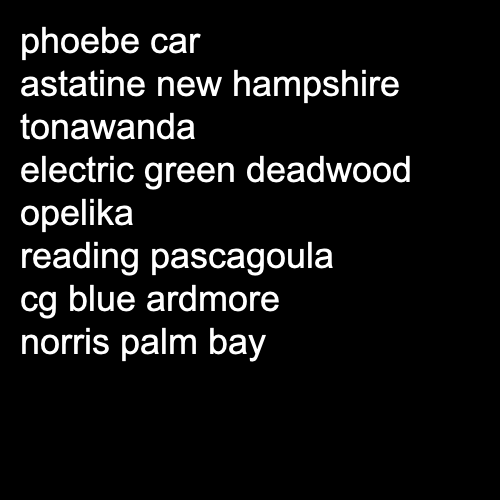 phoebe car
astatine new hampshire
tonawanda
electric green deadwood
opelika
reading pascagoula
cg blue ardmore
norris palm bay